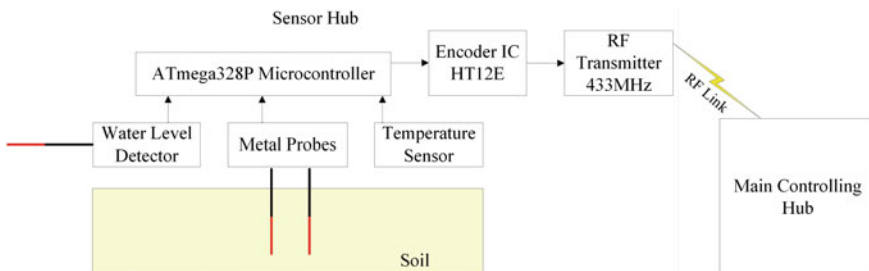 Sensor Hub
ATmega328P Microcontroller
Encoder IC
HT12E
RF
Transmitter
433MHz
RF Link
Water Level
Detector
Metal Probes
Temperature
Sensor
Main Controlling
Hub
Soil